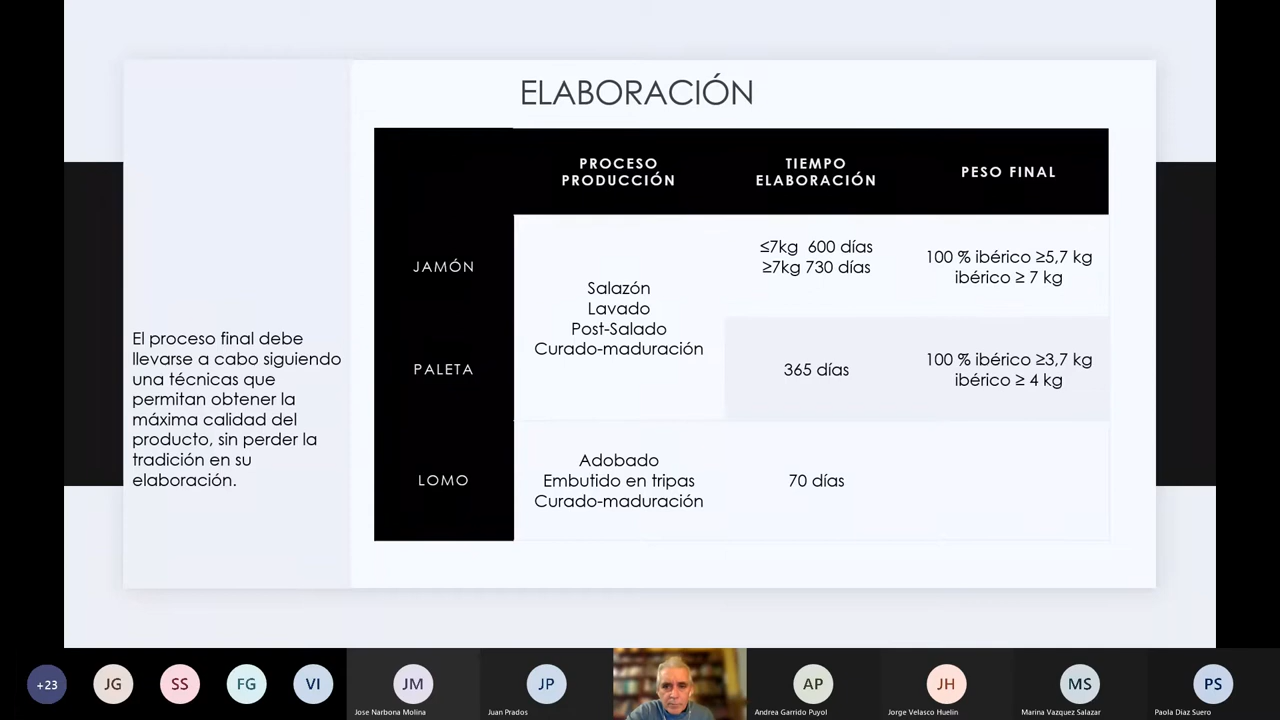 ELABORACIÓN
PROCESO
PRODUCCIÓN
TIEMPO
ELABORACIÓN
PESO FINAL
JAMÓN
Salazón
Lavado
Post-Salado
Curado-maduración
≤7kg  600 días
≥7kg 730 días
100 % ibérico ≥5,7 kg
ibérico ≥ 7 kg
PALETA
365 días
100 % ibérico ≥3,7 kg
ibérico ≥ 4 kg
LOMO
Adobado
Embutido en tripas
Curado-maduración
70 días
El proceso final debe
llevarse a cabo siguiendo
una técnicas que
permitan obtener la
máxima calidad del
producto, sin perder la
tradición en su
elaboración.
+23
JG
SS
FG
VI
JM
Jose Narbona Molina
JP
Juan Prados
AP
Andrea Garrido Puyol
JH
Jorge Velasco Huelin
MS
Marina Vazquez Salazar
PS
Paola Díaz Suero